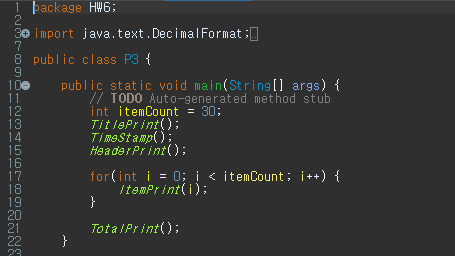 1 package HW6;
2
3 import java.text.DecimalFormat;
7
8 public class P3 {
9
10 public static void main(String[] args) {
11 // TODO Auto-generated method stub
12 int itemCount = 30;
13 TitlePrint();
14 TimeStamp();
15 HeaderPrint();
16
17 for(int i = 0; i < itemCount; i++) {
18 ItemPrint(i);
19 }
20
21 TotalPrint();
22 }
23